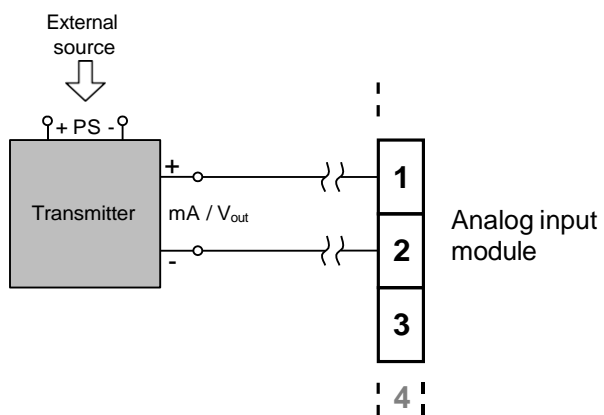 External
source
+ PS -
+
Transmitter
mA / Vout
-
1
2
3
4
Analog input
module